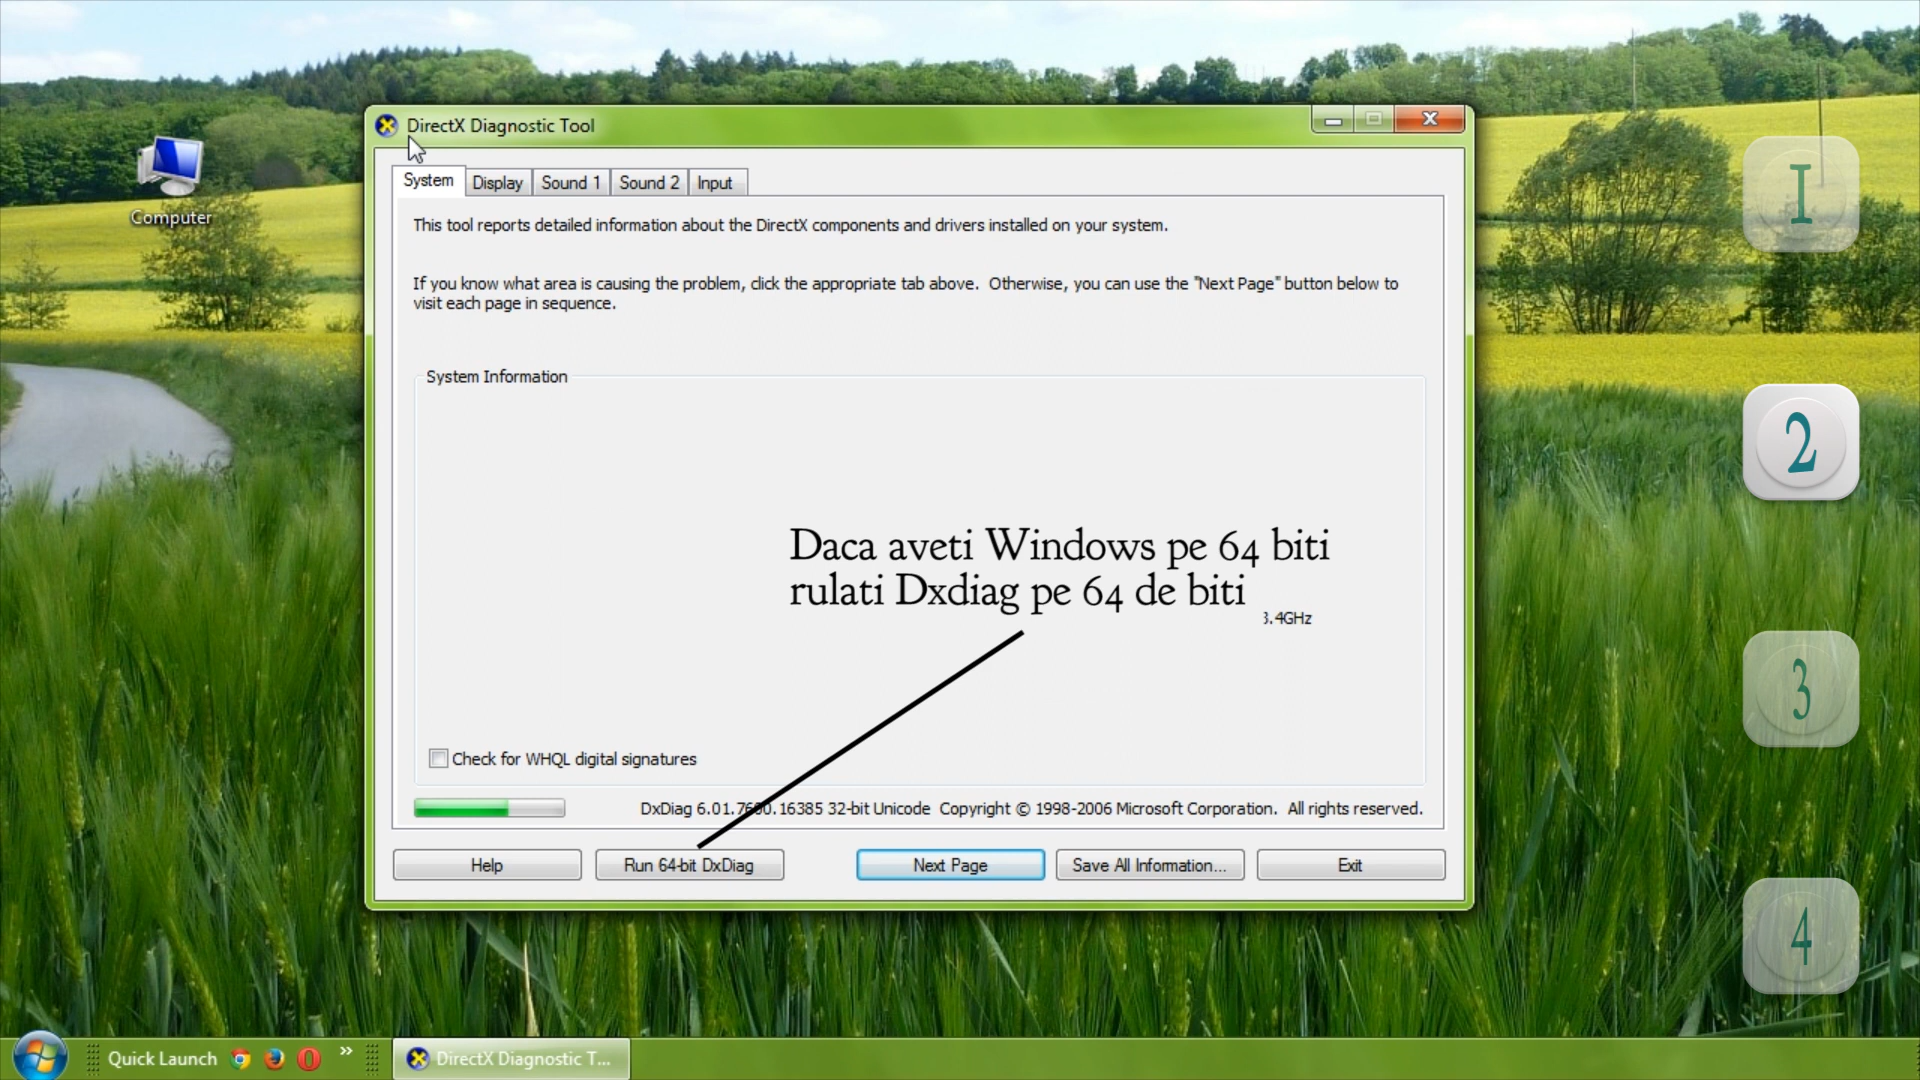 DirectX Diagnostic Tool
System Display Sound 1 Sound 2 Input
Computer
This tool reports detailed information about the DirectX components and drivers installed on your system.
If you know what area is causing the problem, click the appropriate tab above. Otherwise, you can use the "Next Page" button below to
visit each page in sequence.
System Information
Daca aveti Windows pe 64 biti
rulati Dxdiag pe 64 de biti
3.4GHz
Check for WHQL digital signatures
DxDiag 6.01.7600.16385 32-bit Unicode Copyright © 1998-2006 Microsoft Corporation. All rights reserved.
Help Run 64-bit DxDiag Next Page Save All Information... Exit
1
2
3
4
Quick Launch » DirectX Diagnostic T...